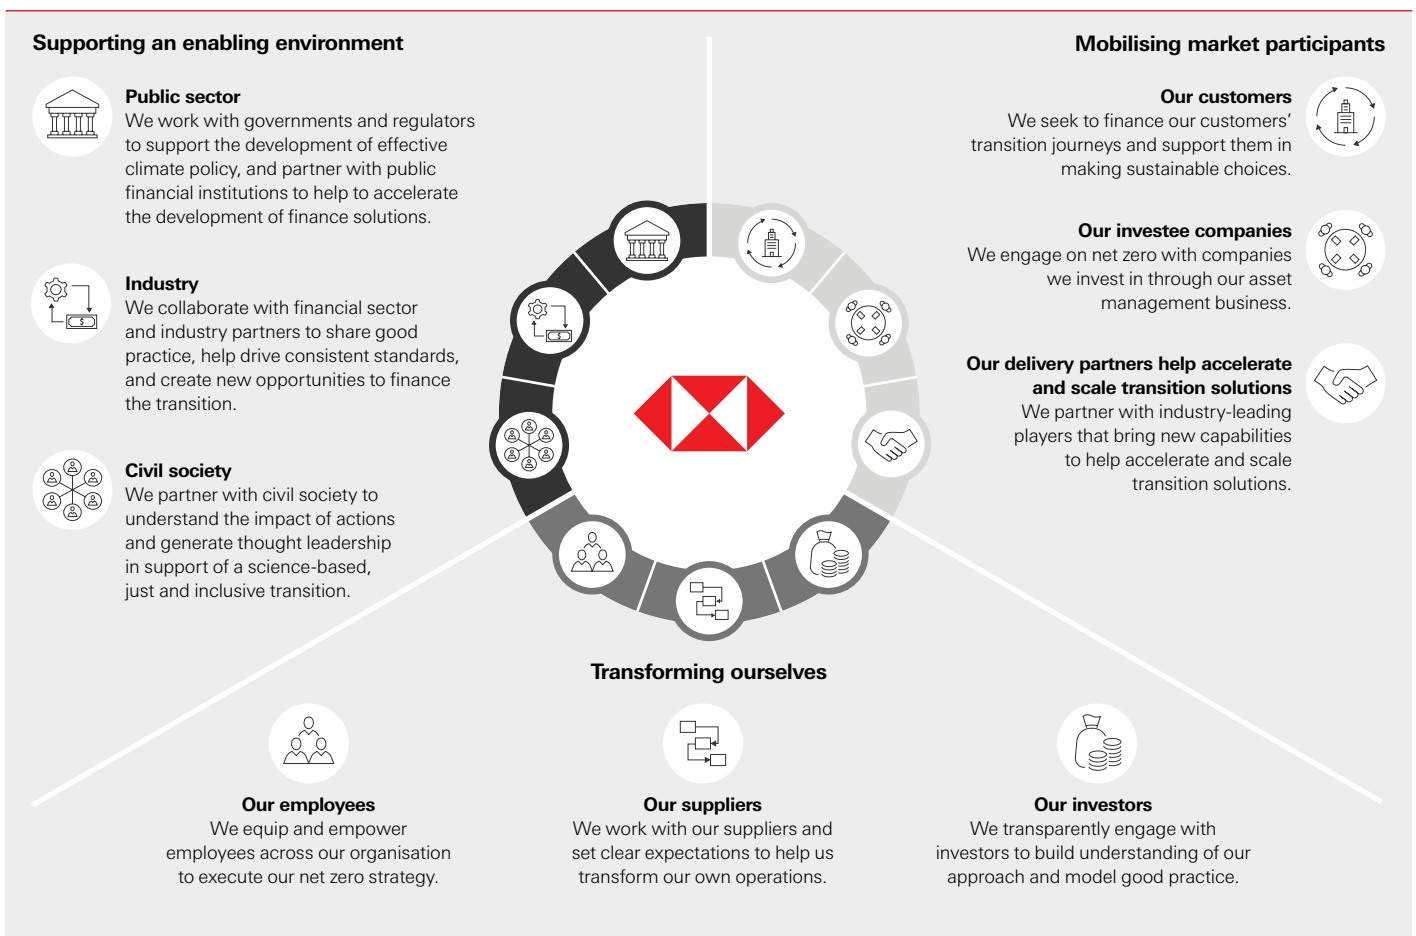 Supporting an enabling environment
Public sector
We work with governments and regulators
to support the development of effective
climate policy, and partner with public
financial institutions to help to accelerate
the development of finance solutions.
Industry
We collaborate with financial sector
and industry partners to share good
practice, help drive consistent standards,
and create new opportunities to finance
the transition.
Civil society
We partner with civil society to
understand the impact of actions
and generate thought leadership
in support of a science-based,
just and inclusive transition.
Mobilising market participants
Our customers
We seek to finance our customers’
transition journeys and support them in
making sustainable choices.
Our investee companies
We engage on net zero with companies
we invest in through our asset
management business.
Our delivery partners help accelerate
and scale transition solutions
We partner with industry-leading
players that bring new capabilities
to help accelerate and scale
transition solutions.
Transforming ourselves
Our employees
We equip and empower
employees across our organisation
to execute our net zero strategy.
Our suppliers
We work with our suppliers and
set clear expectations to help us
transform our own operations.
Our investors
We transparently engage with
investors to build understanding of our
approach and model good practice.